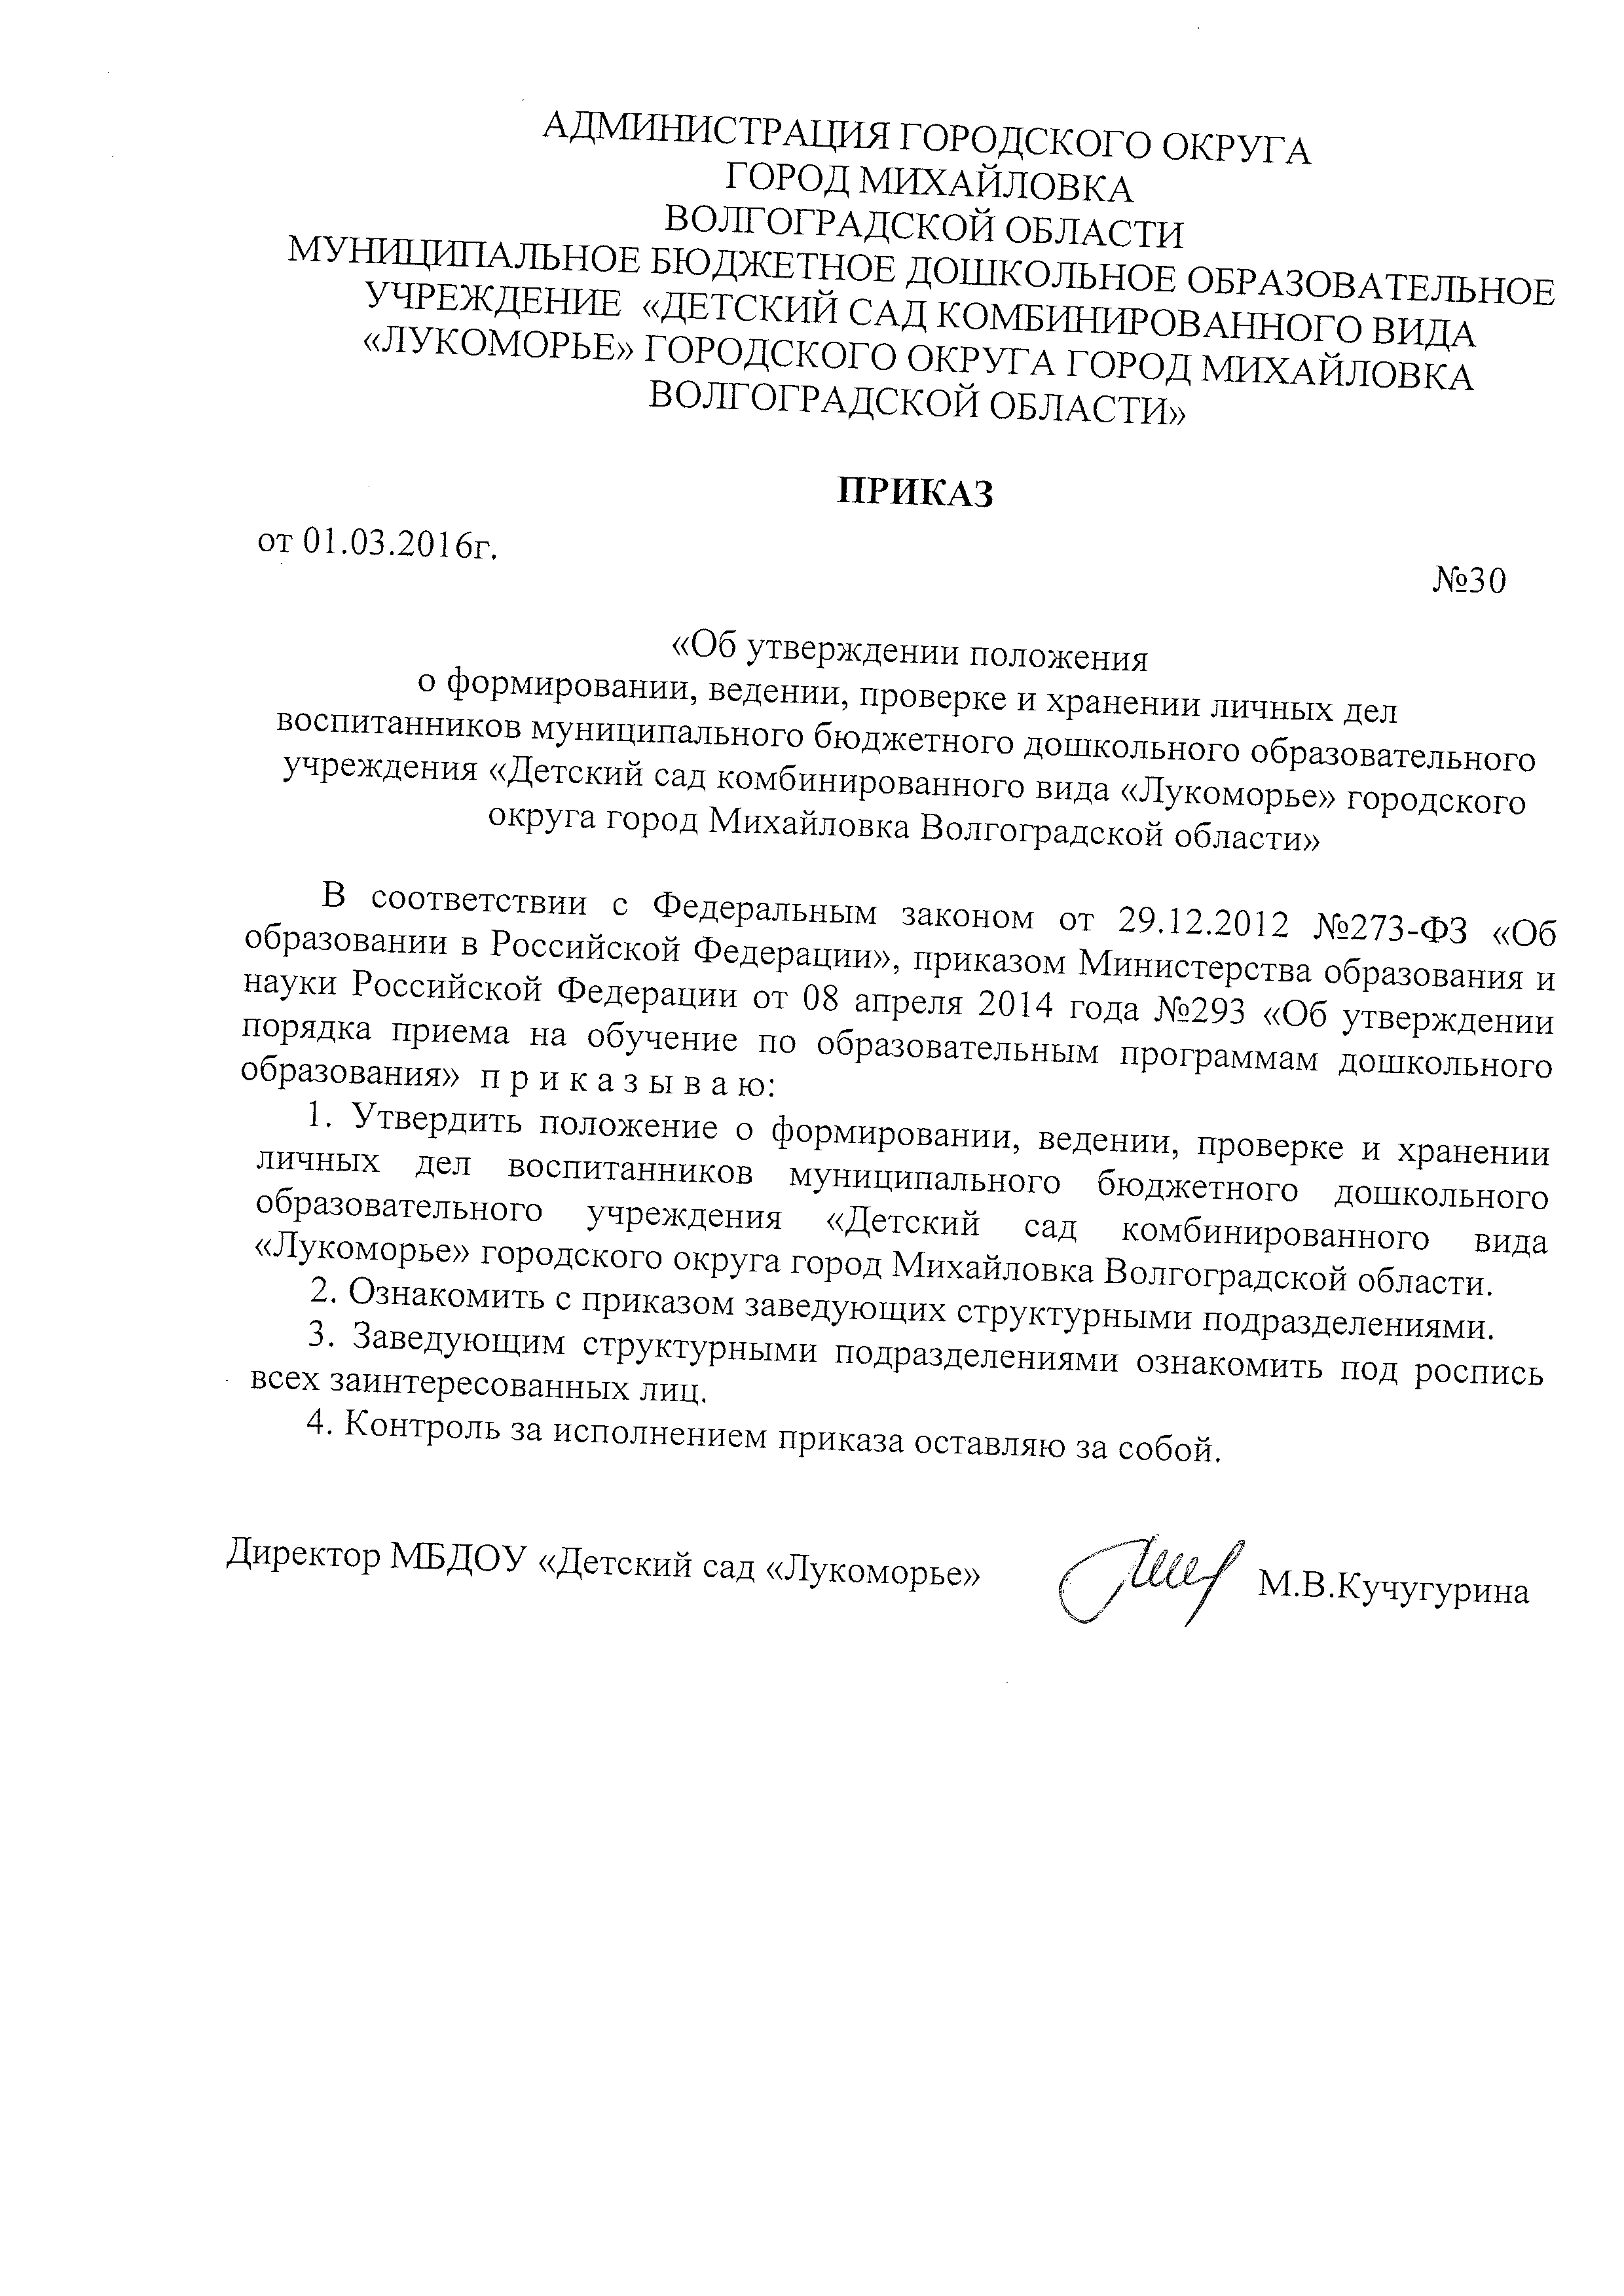 АДМИНИСТРАЦИЯ ГОРОДСКОГО ОКРУГА
ГОРОД МИХАЙЛОВКА
ВОЛГОГРАДСКОЙ ОБЛАСТИ
МУНИЦИПАЛЬНОЕ БЮДЖЕТНОЕ ДОШКОЛЬНОЕ ОБРАЗОВАТЕЛЬНОЕ
УЧРЕЖДЕНИЕ «ДЕТСКИЙ САД КОМБИНИРОВАННОГО ВИДА
«ЛУКОМОРЬЕ» ГОРОДСКОГО ОКРУГА ГОРОД МИХАЙЛОВКА
ВОЛГОГРАДСКОЙ ОБЛАСТИ»
ПРИКАЗ
от 01.03.2016г.
№30
«Об утверждении положения
о формировании, ведении, проверке и хранении личных дел
воспитанников муниципального бюджетного дошкольного образовательного
учреждения «Детский сад комбинированного вида «Лукоморье» городского
округа город Михайловка Волгоградской области»
В соответствии с Федеральным законом от 29.12.2012 №273-ФЗ «Об
образовании в Российской Федерации», приказом Министерства образования и
науки Российской Федерации от 08 апреля 2014 года №293 «Об утверждении
порядка приема на обучение по образовательным программам дошкольного
образования» п р и к а з ы в а ю:
1. Утвердить положение о формировании, ведении, проверке и хранении
личных дел воспитанников муниципального бюджетного дошкольного
образовательного учреждения «Детский сад комбинированного вида
«Лукоморье» городского округа город Михайловка Волгоградской области.
2. Ознакомить с приказом заведующих структурными подразделениями.
3. Заведующим структурными подразделениями ознакомить под роспись
всех заинтересованных лиц.
4. Контроль за исполнением приказа оставляю за собой.
Директор МБДОУ «Детский сад «Лукоморье» М.В.Кучугурина